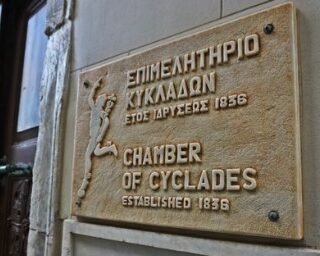 ΕΠΙΜΕΛΗΤΗΡΙΟ
ΚΥΚΛΑΔΩΝ
ΕΤΟΣ ΙΔΡΥΣΕΩΣ 1836
CHAMBER
OF CYCLADES
ESTABLISHED 1836